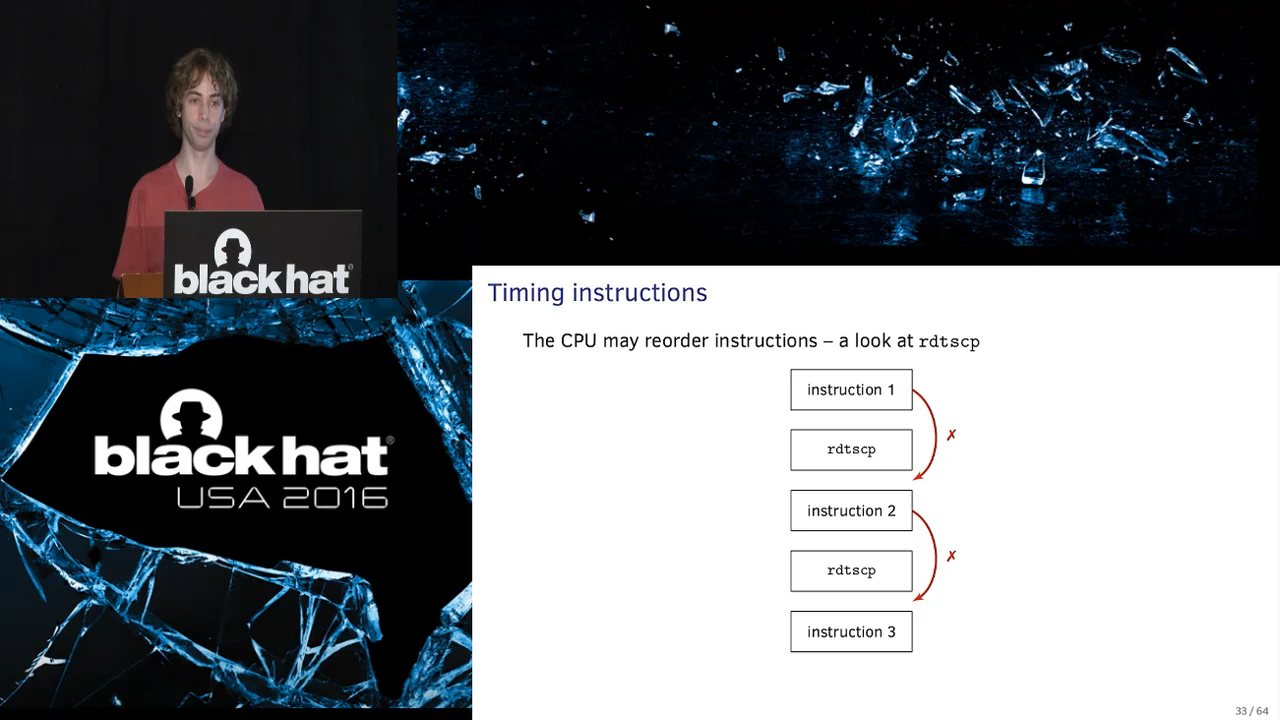 black hat
®
black hat
®
USA 2016
Timing instructions
The CPU may reorder instructions – a look at rdtscp
instruction 1
✗
rdtscp
instruction 2
✗
rdtscp
instruction 3
33 / 64